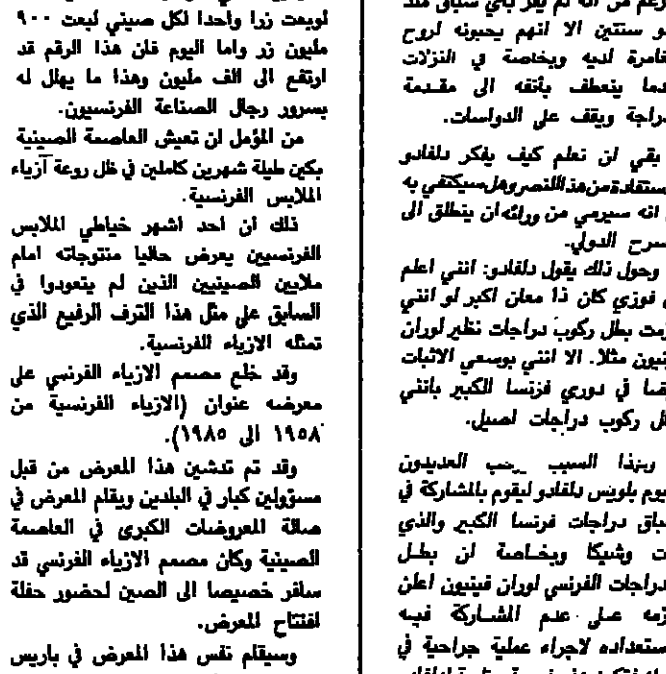 بالرغم من انه لم يفز بأي سباق منذ
نحو سنتين الا انهم يحبونه لروح
المغامرة لديه وبخاصة في النزلات
عندما ينعطف بأنفه الى مقدمة
الدراجة ويقف على الدواسات.
بقي ان نعلم كيف يفكر دلفادو
من هذا النصر وهل سيكتفي به
انه سيرمي من ورائه ان ينطلق الى
المسرح الدولي.
وحول ذلك يقول دلفادو: انني اعلم
فوزي كان ذا معان اكبر لو انني
بطل ركوب دراجات نظير لوران
فينيون مثلا. الا انني بوسعي الاثبات
ايضا في دوري فرنسا الكبير بانني
بطل ركوب دراجات اصيل.
وبهذا السبب رحب العديدون
اليوم بلويس دلفادو ليقوم بالمشاركة في
سباق دراجات فرنسا الكبير والذي
بات وشيكا وبخاصة ان بطل
الدراجات الفرنسي لوران فينيون اعلن
عزمه على عدم المشاركة فيه
لاستعداده لاجراء عملية جراحية في
لوبعت زرا واحدا لكل صيني لبعت ٩٠٠
مليون زر واما اليوم فان هذا الرقم قد
ارتفع الى الف مليون وهذا ما يهلل له
بسرور رجال الصناعة الفرنسيون.
من المؤمل ان تعيش العاصمة الصينية
بكين طيلة شهرين كاملين في ظل روعة آزياء
الملابس الفرنسية.
ذلك ان احد اشهر خياطي الملابس
الفرنسيين يعرض حاليا منتوجاته امام
ملايين الصينيين الذين لم يتعودوا في
السابق على مثل هذا الترف الرفيع الذي
تمثله الازياء الفرنسية.
وقد خلع مصمم الازياء الفرنسي على
معرضه عنوان (الازياء الفرنسية من
١٩٥٨ الى ١٩٨٥).
وقد تم تدشين هذا المعرض من قبل
مسؤولين كبار في البلدين ويقام المعرض في
صالة المعروضات الكبرى في العاصمة
الصينية وكان مصمم الازياء الفرنسي قد
سافر خصيصا الى الصين لحضور حفلة
افتتاح المعرض.
وسيقام نفس هذا المعرض في باريس